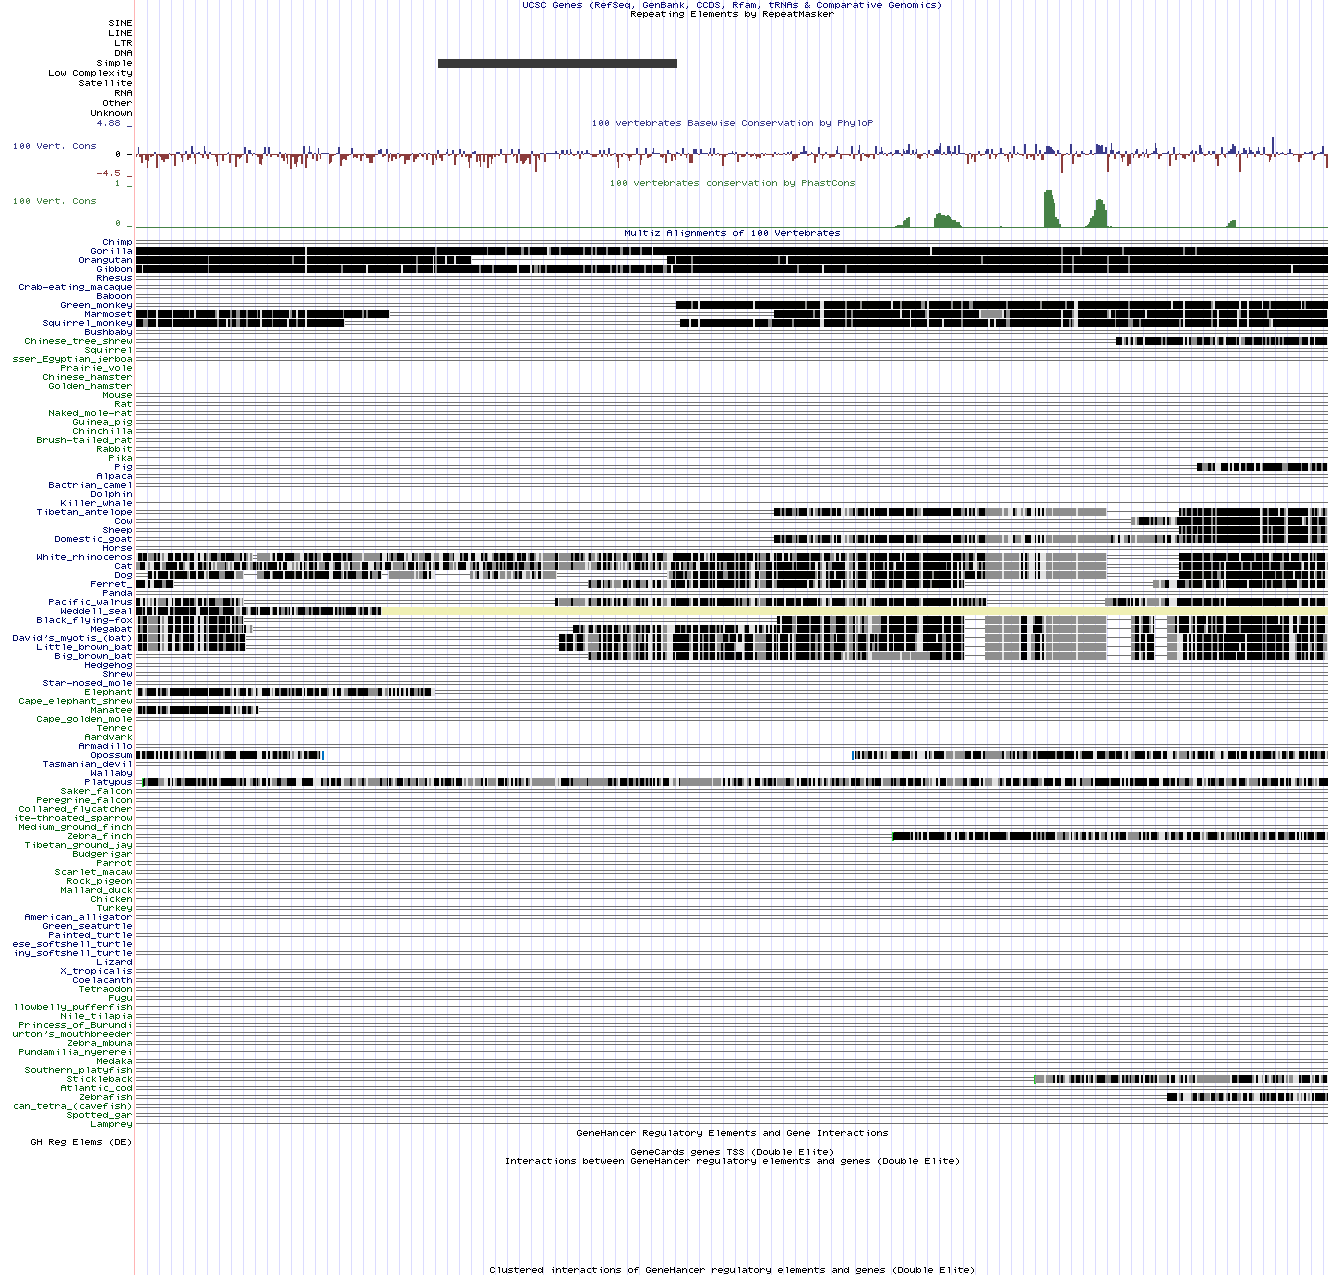 UCSC Genes (RefSeq, GenBank, CCDS, Rfam, tRNAs & Comparative Genomics)
Repeating Elements by RepeatMasker
SINE
LINE
LTR
DNA
Simple
Low Complexity
Satellite
RNA
Other
Unknown
4.88 _
100 vertebrates Basewise Conservation by PhyloP
100 Vert. Cons
0 -
-4.5 _
1 _
100 vertebrates conservation by PhastCons
100 Vert. Cons
0 _
Multiz Alignments of 100 Vertebrates
Chimp
Gorilla
Orangutan
Gibbon
Rhesus
Crab-eating_macaque
Baboon
Green_monkey
Marmoset
Squirrel_monkey
Bushbaby
Chinese_tree_shrew
Squirrel
sser_Egyptian_jerboa
Prairie_vole
Chinese_hamster
Golden_hamster
Mouse
Rat
Naked_mole-rat
Guinea_pig
Chinchilla
Brush-tailed_rat
Rabbit
Pika
Pig
Alpaca
Bactrian_camel
Dolphin
Killer_whale
Tibetan_antelope
Cow
Sheep
Domestic_goat
Horse
White_rhinoceros
Cat
Dog
Ferret_
Panda
Pacific_walrus
Weddell_seal
Black_flying-fox
Megabat
David's_myotis_(bat)
Little_brown_bat
Big_brown_bat
Hedgehog
Shrew
Star-nosed_mole
Elephant
Cape_elephant_shrew
Manatee
Cape_golden_mole
Tenrec
Aardvark
Armadillo
Opossum
Tasmanian_devil
Wallaby
Platypus
Saker_falcon
Peregrine_falcon
Collared_flycatcher
ite-throated_sparrow
Medium_ground_finch
Zebra_finch
Tibetan_ground_jay
Budgerigar
Parrot
Scarlet_macaw
Rock_pigeon
Mallard_duck
Chicken
Turkey
American_alligator
Green_seaturtle
Painted_turtle
ese_softshell_turtle
iny_softshell_turtle
Lizard
X_tropicalis
Coelacanth
Tetraodon
Fugu
llowbelly_pufferfish
Nile_tilapia
Princess_of_Burundi
urton's_mouthbreeder
Zebra_mbuna
Pundamilia_nyererei
Medaka
Southern_platyfish
Stickleback
Atlantic_cod
Zebrafish
can_tetra_(cavefish)
Spotted_gar
Lamprey
GeneHancer Regulatory Elements and Gene Interactions
GH Reg Elems (DE)
GeneCards genes TSS (Double Elite)
Interactions between GeneHancer regulatory elements and genes (Double Elite)
Clustered interactions of GeneHancer regulatory elements and genes (Double Elite)